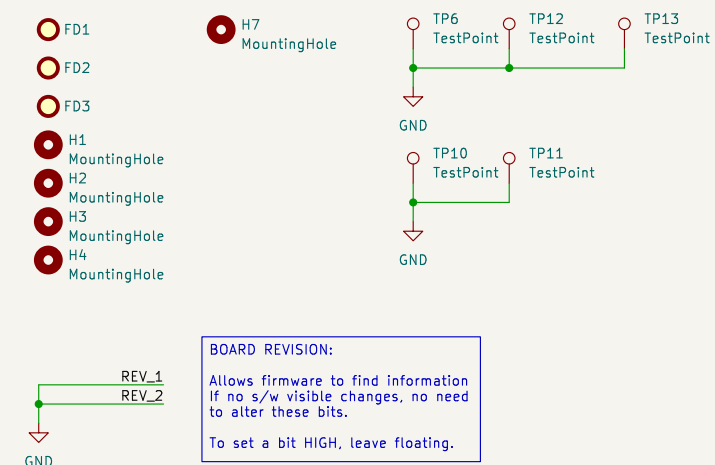 FD1
FD2
FD3
H1
MountingHole
H2
MountingHole
H3
MountingHole
H4
MountingHole
H7
MountingHole
TP6
TestPoint
TP12
TestPoint
TP13
TestPoint
GND
TP10
TestPoint
TP11
TestPoint
GND
REV_1
REV_2
GND
BOARD REVISION:
Allows firmware to find information
If no s/w visible changes, no need
to alter these bits.
To set a bit HIGH, leave floating.